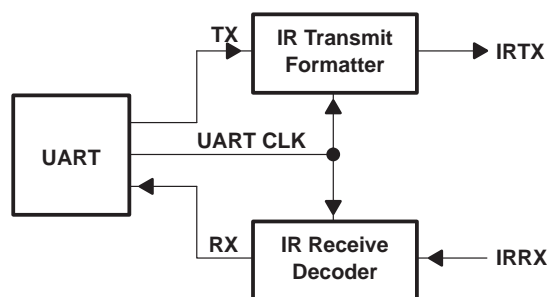 TX
IR Transmit
Formatter
IRTX
UART
UART CLK
RX
IR Receive
Decoder
IRRX